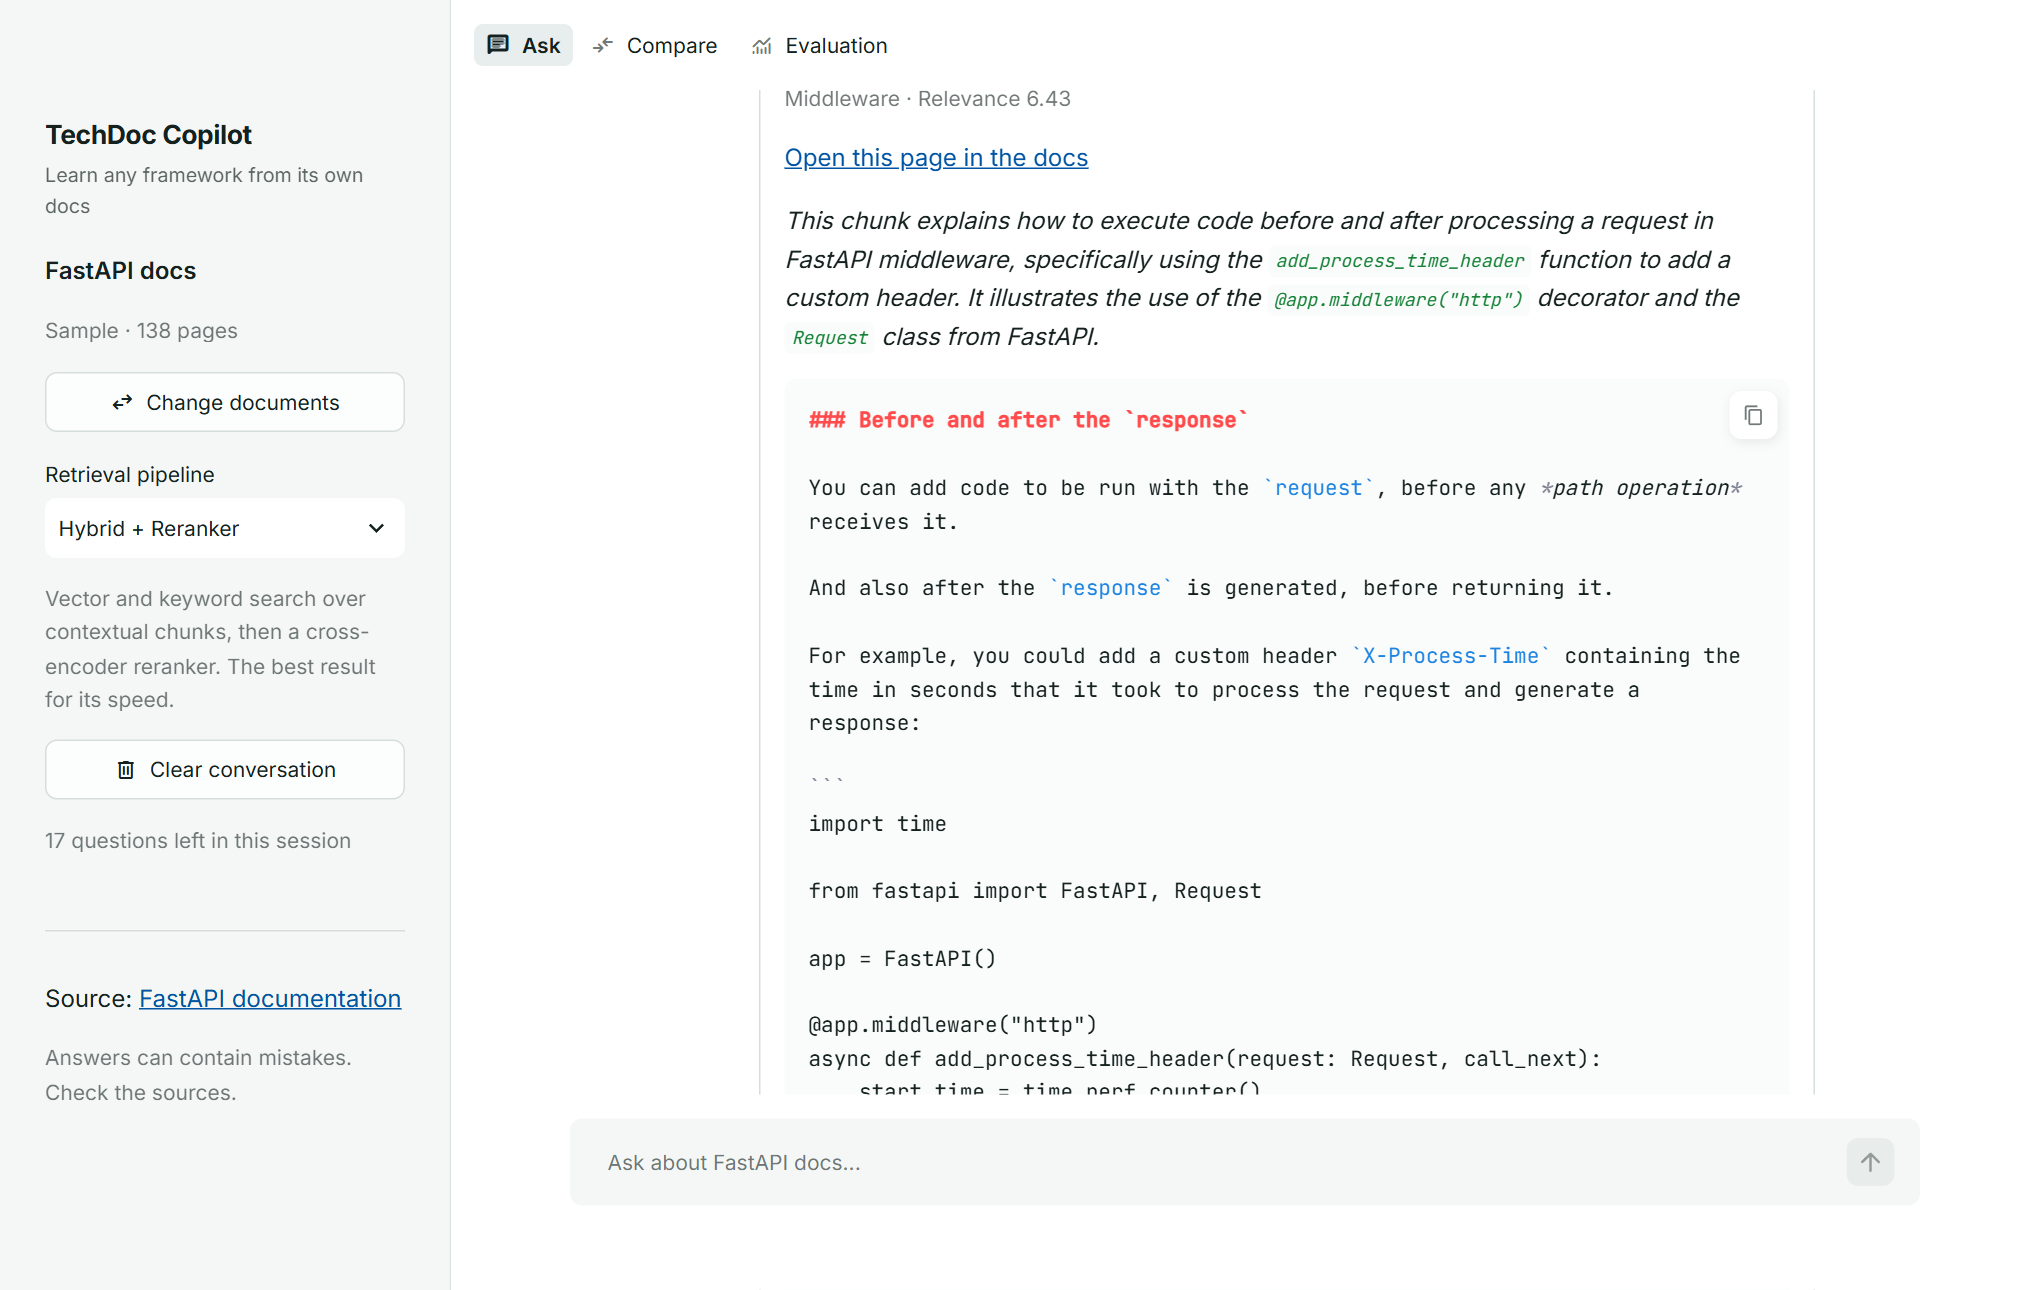 Ask
Compare
Evaluation
TechDoc Copilot
Learn any framework from its own
docs
FastAPI docs
Sample · 138 pages
Change documents
Retrieval pipeline
Hybrid + Reranker
Vector and keyword search over
contextual chunks, then a cross-
encoder reranker. The best result
for its speed.
Clear conversation
17 questions left in this session
Source: FastAPI documentation
Answers can contain mistakes.
Check the sources.
Middleware · Relevance 6.43
Open this page in the docs
This chunk explains how to execute code before and after processing a request in
FastAPI middleware, specifically using the add_process_time_header function to add a
custom header. It illustrates the use of the @app.middleware("http") decorator and the
Request class from FastAPI.
### Before and after the `response`
You can add code to be run with the `request`, before any *path operation*
receives it.
And also after the `response` is generated, before returning it.
For example, you could add a custom header `X-Process-Time` containing the
time in seconds that it took to process the request and generate a
response:
```
import time
from fastapi import FastAPI, Request
app = FastAPI()
@app.middleware("http")
async def add_process_time_header(request: Request, call_next):
    start_time = time.perf_counter()
Ask about FastAPI docs...